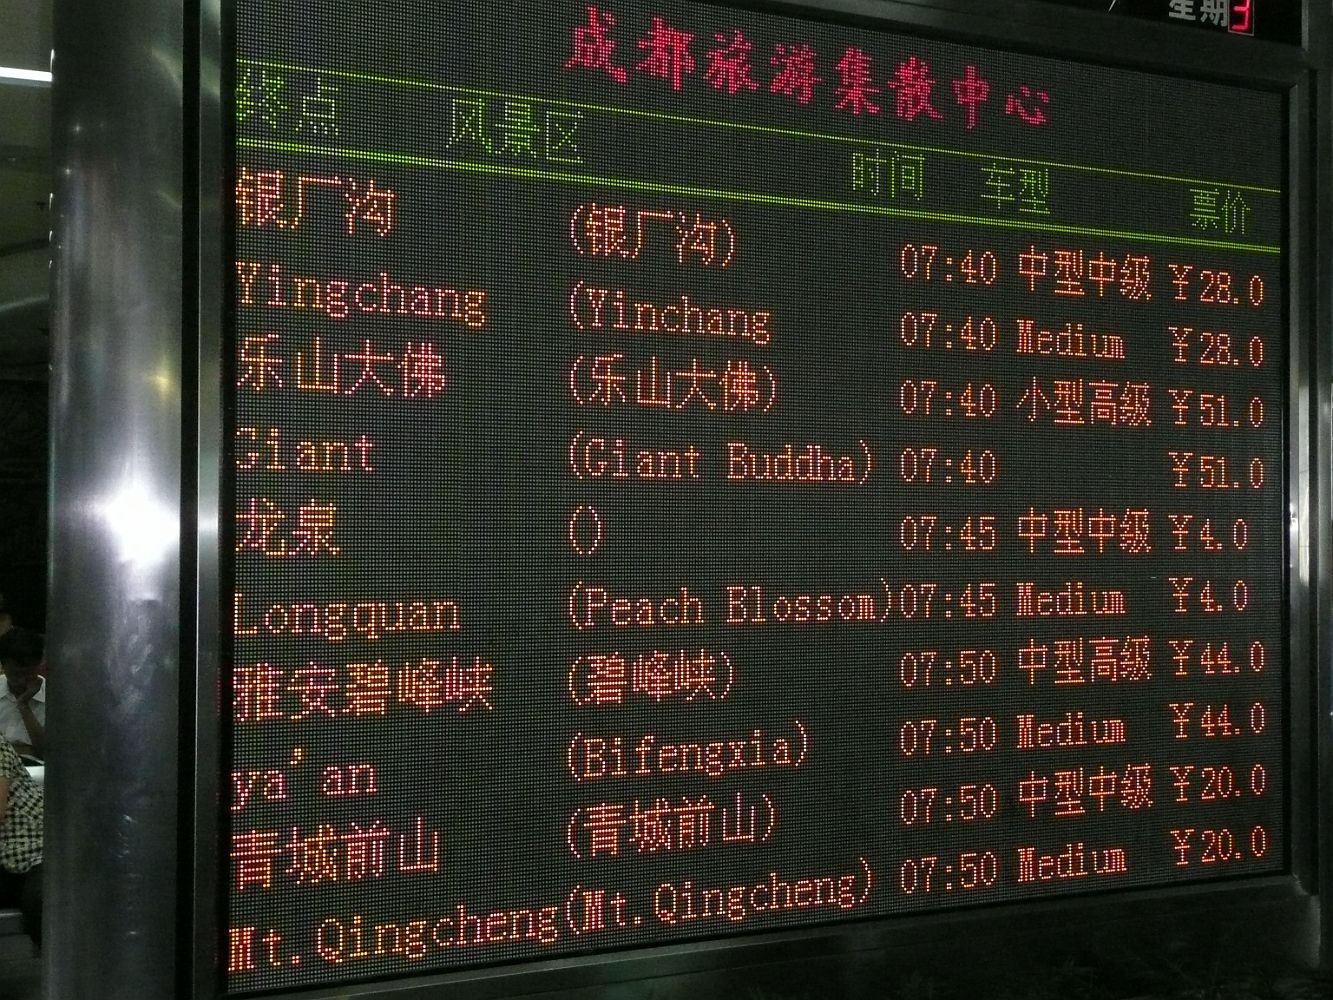 星期3
成都旅游集散中心
终点 风景区 时间 车型 票价
银厂沟 (银厂沟) 07:40 中型中级 ¥28.0
Yingchang (Yinchang 07:40 Medium ¥28.0
乐山大佛 (乐山大佛) 07:40 小型高级 ¥51.0
Giant (Giant Buddha) 07:40 ¥51.0
龙泉 () 07:45 中型中级 ¥4.0
Longquan (Peach Blossom) 07:45 Medium ¥4.0
雅安碧峰峡 (碧峰峡) 07:50 中型高级 ¥44.0
ya'an (Bifengxia) 07:50 Medium ¥44.0
青城前山 (青城前山) 07:50 中型中级 ¥20.0
Mt.Qingcheng (Mt.Qingcheng) 07:50 Medium ¥20.0